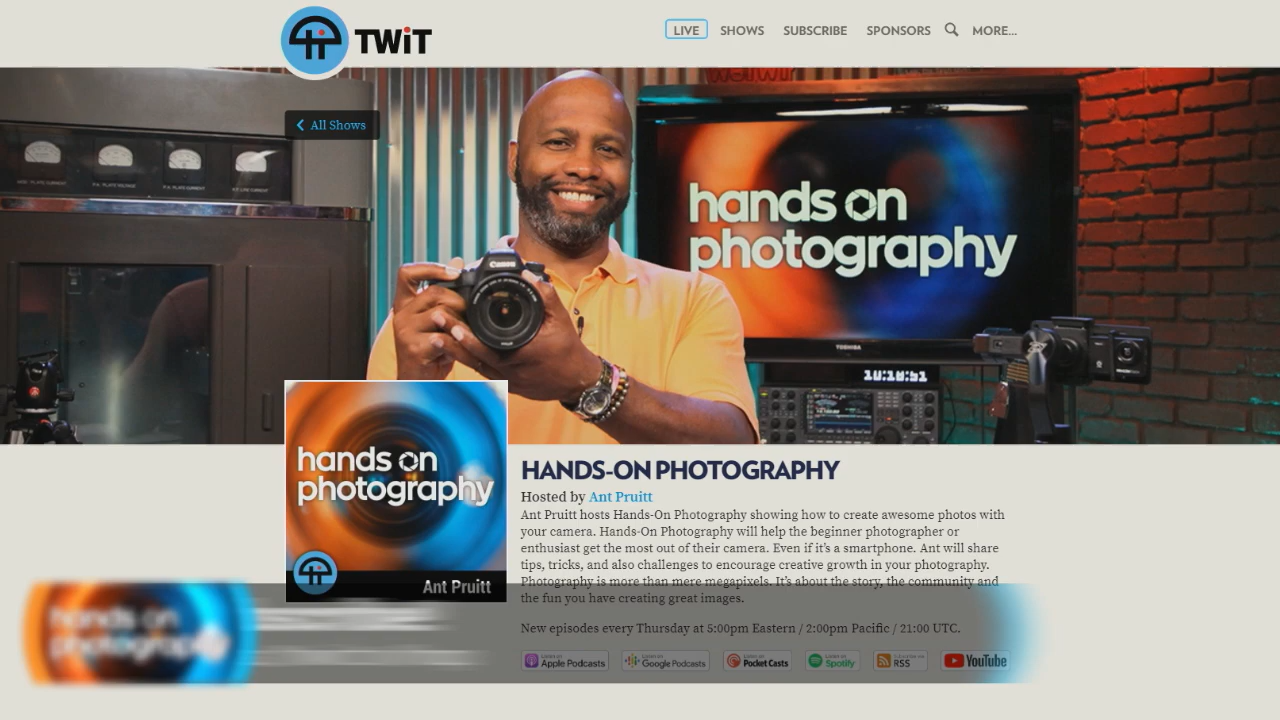 TWiT
LIVE
SHOWS
SUBSCRIBE
SPONSORS
MORE...
All Shows
Canon
hands on
photography
TOSHIBA
10:18:51
hands on
photography
Ant Pruitt
HANDS-ON PHOTOGRAPHY
Hosted by Ant Pruitt
Ant Pruitt hosts Hands-On Photography showing how to create awesome photos with
your camera. Hands-On Photography will help the beginner photographer or
enthusiast get the most out of their camera. Even if it's a smartphone. Ant will share
tips, tricks, and also challenges to encourage creative growth in your photography.
Photography is more than mere megapixels. It's about the story, the community and
the fun you have creating great images.
New episodes every Thursday at 5:00pm Eastern / 2:00pm Pacific / 21:00 UTC.
hands on
photography
Apple Podcasts
Google Podcasts
Pocket Casts
Spotify
RSS
YouTube